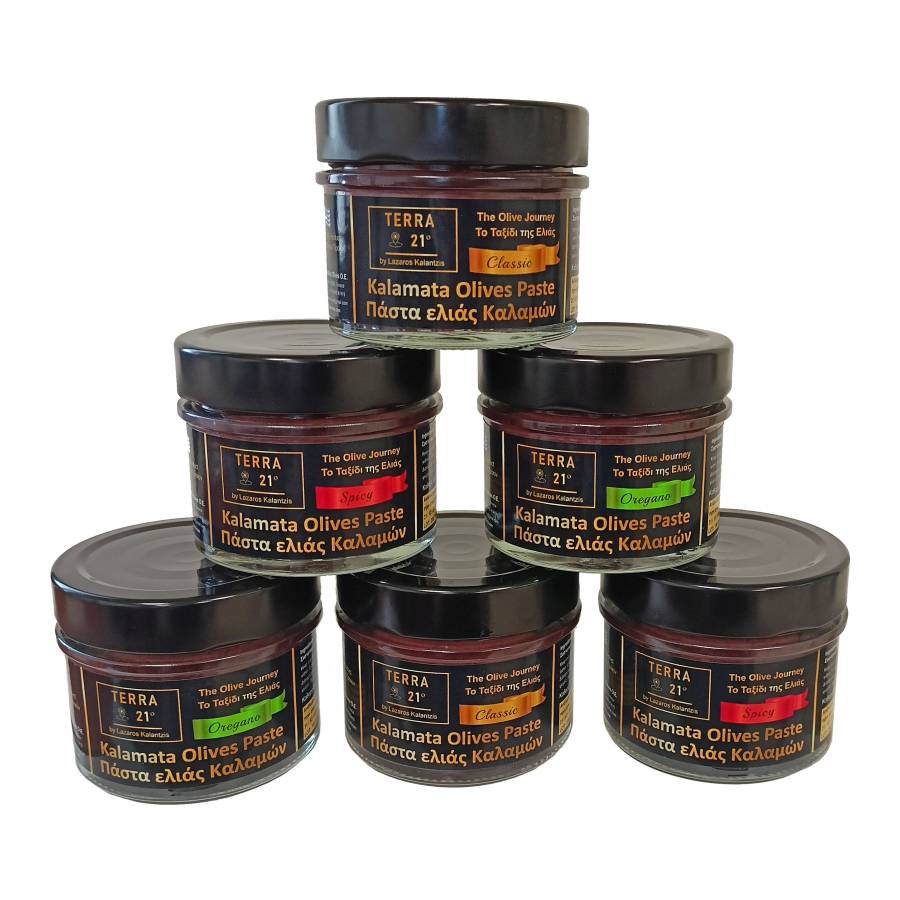 TERRA
21°
by Lazaros Kalantzis
The Olive Journey
Το Ταξίδι της Ελιάς
Classic
Kalamata Olives Paste
Πάστα ελιάς Καλαμών
TERRA
21°
by Lazaros Kalantzis
The Olive Journey
Το Ταξίδι της Ελιάς
Spicy
Kalamata Olives Paste
Πάστα ελιάς Καλαμών
TERRA
21°
by Lazaros Kalantzis
The Olive Journey
Το Ταξίδι της Ελιάς
Oregano
Kalamata Olives Paste
Πάστα ελιάς Καλαμών
TERRA
21°
by Lazaros Kalantzis
The Olive Journey
Το Ταξίδι της Ελιάς
Oregano
Kalamata Olives Paste
Πάστα ελιάς Καλαμών
TERRA
21°
by Lazaros Kalantzis
The Olive Journey
Το Ταξίδι της Ελιάς
Classic
Kalamata Olives Paste
Πάστα ελιάς Καλαμών
TERRA
21°
by Lazaros Kalantzis
The Olive Journey
Το Ταξίδι της Ελιάς
Spicy
Kalamata Olives Paste
Πάστα ελιάς Καλαμών